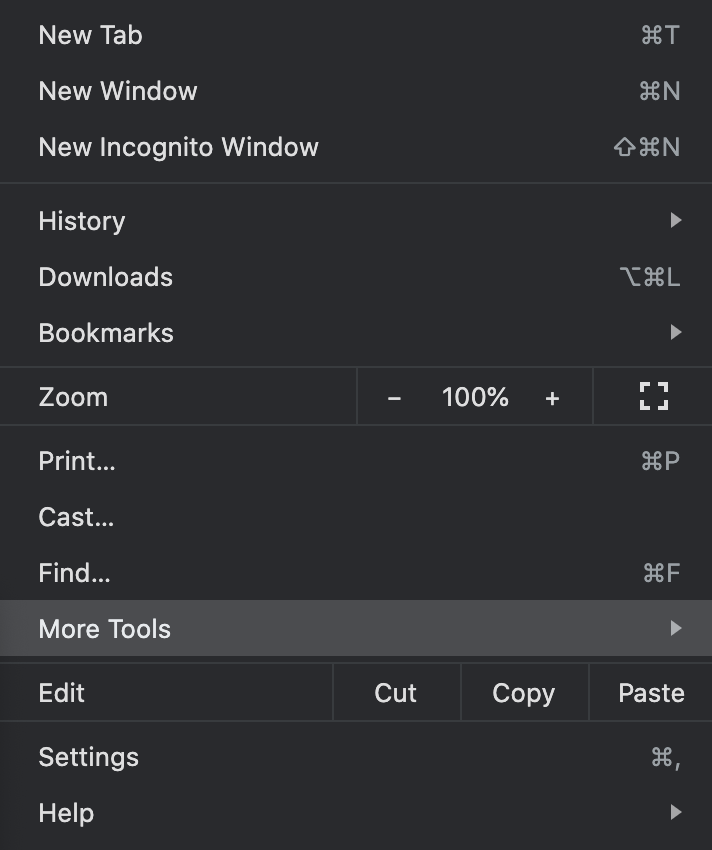 New Tab ⌘T
New Window ⌘N
New Incognito Window ⇧⌘N
History
Downloads ⌥⌘L
Bookmarks
Zoom − 100% +
Print... ⌘P
Cast...
Find... ⌘F
More Tools
Edit Cut Copy Paste
Settings ⌘,
Help